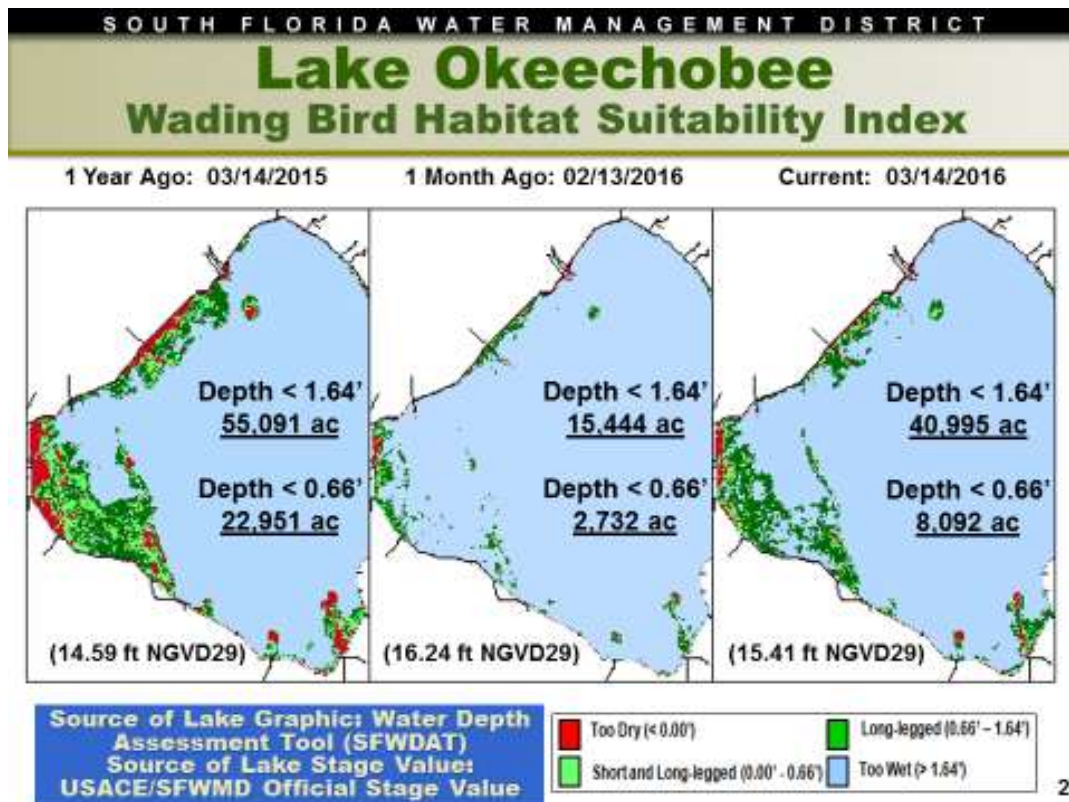 SOUTH FLORIDA WATER MANAGEMENT DISTRICT
Lake Okeechobee
Wading Bird Habitat Suitability Index
1 Year Ago: 03/14/2015
1 Month Ago: 02/13/2016
Current: 03/14/2016
Depth < 1.64'
55,091 ac
Depth < 0.66'
22,951 ac
(14.59 ft NGVD29)
Depth < 1.64'
15,444 ac
Depth < 0.66'
2,732 ac
(16.24 ft NGVD29)
Depth < 1.64'
40,995 ac
Depth < 0.66'
8,092 ac
(15.41 ft NGVD29)
Source of Lake Graphic: Water Depth
Assessment Tool (SFWDAT)
Source of Lake Stage Value:
USACE/SFWMD Official Stage Value
Too Dry (< 0.00')
Long-legged (0.66' – 1.64')
Short and Long-legged (0.00' - 0.66')
Too Wet (> 1.64')
2